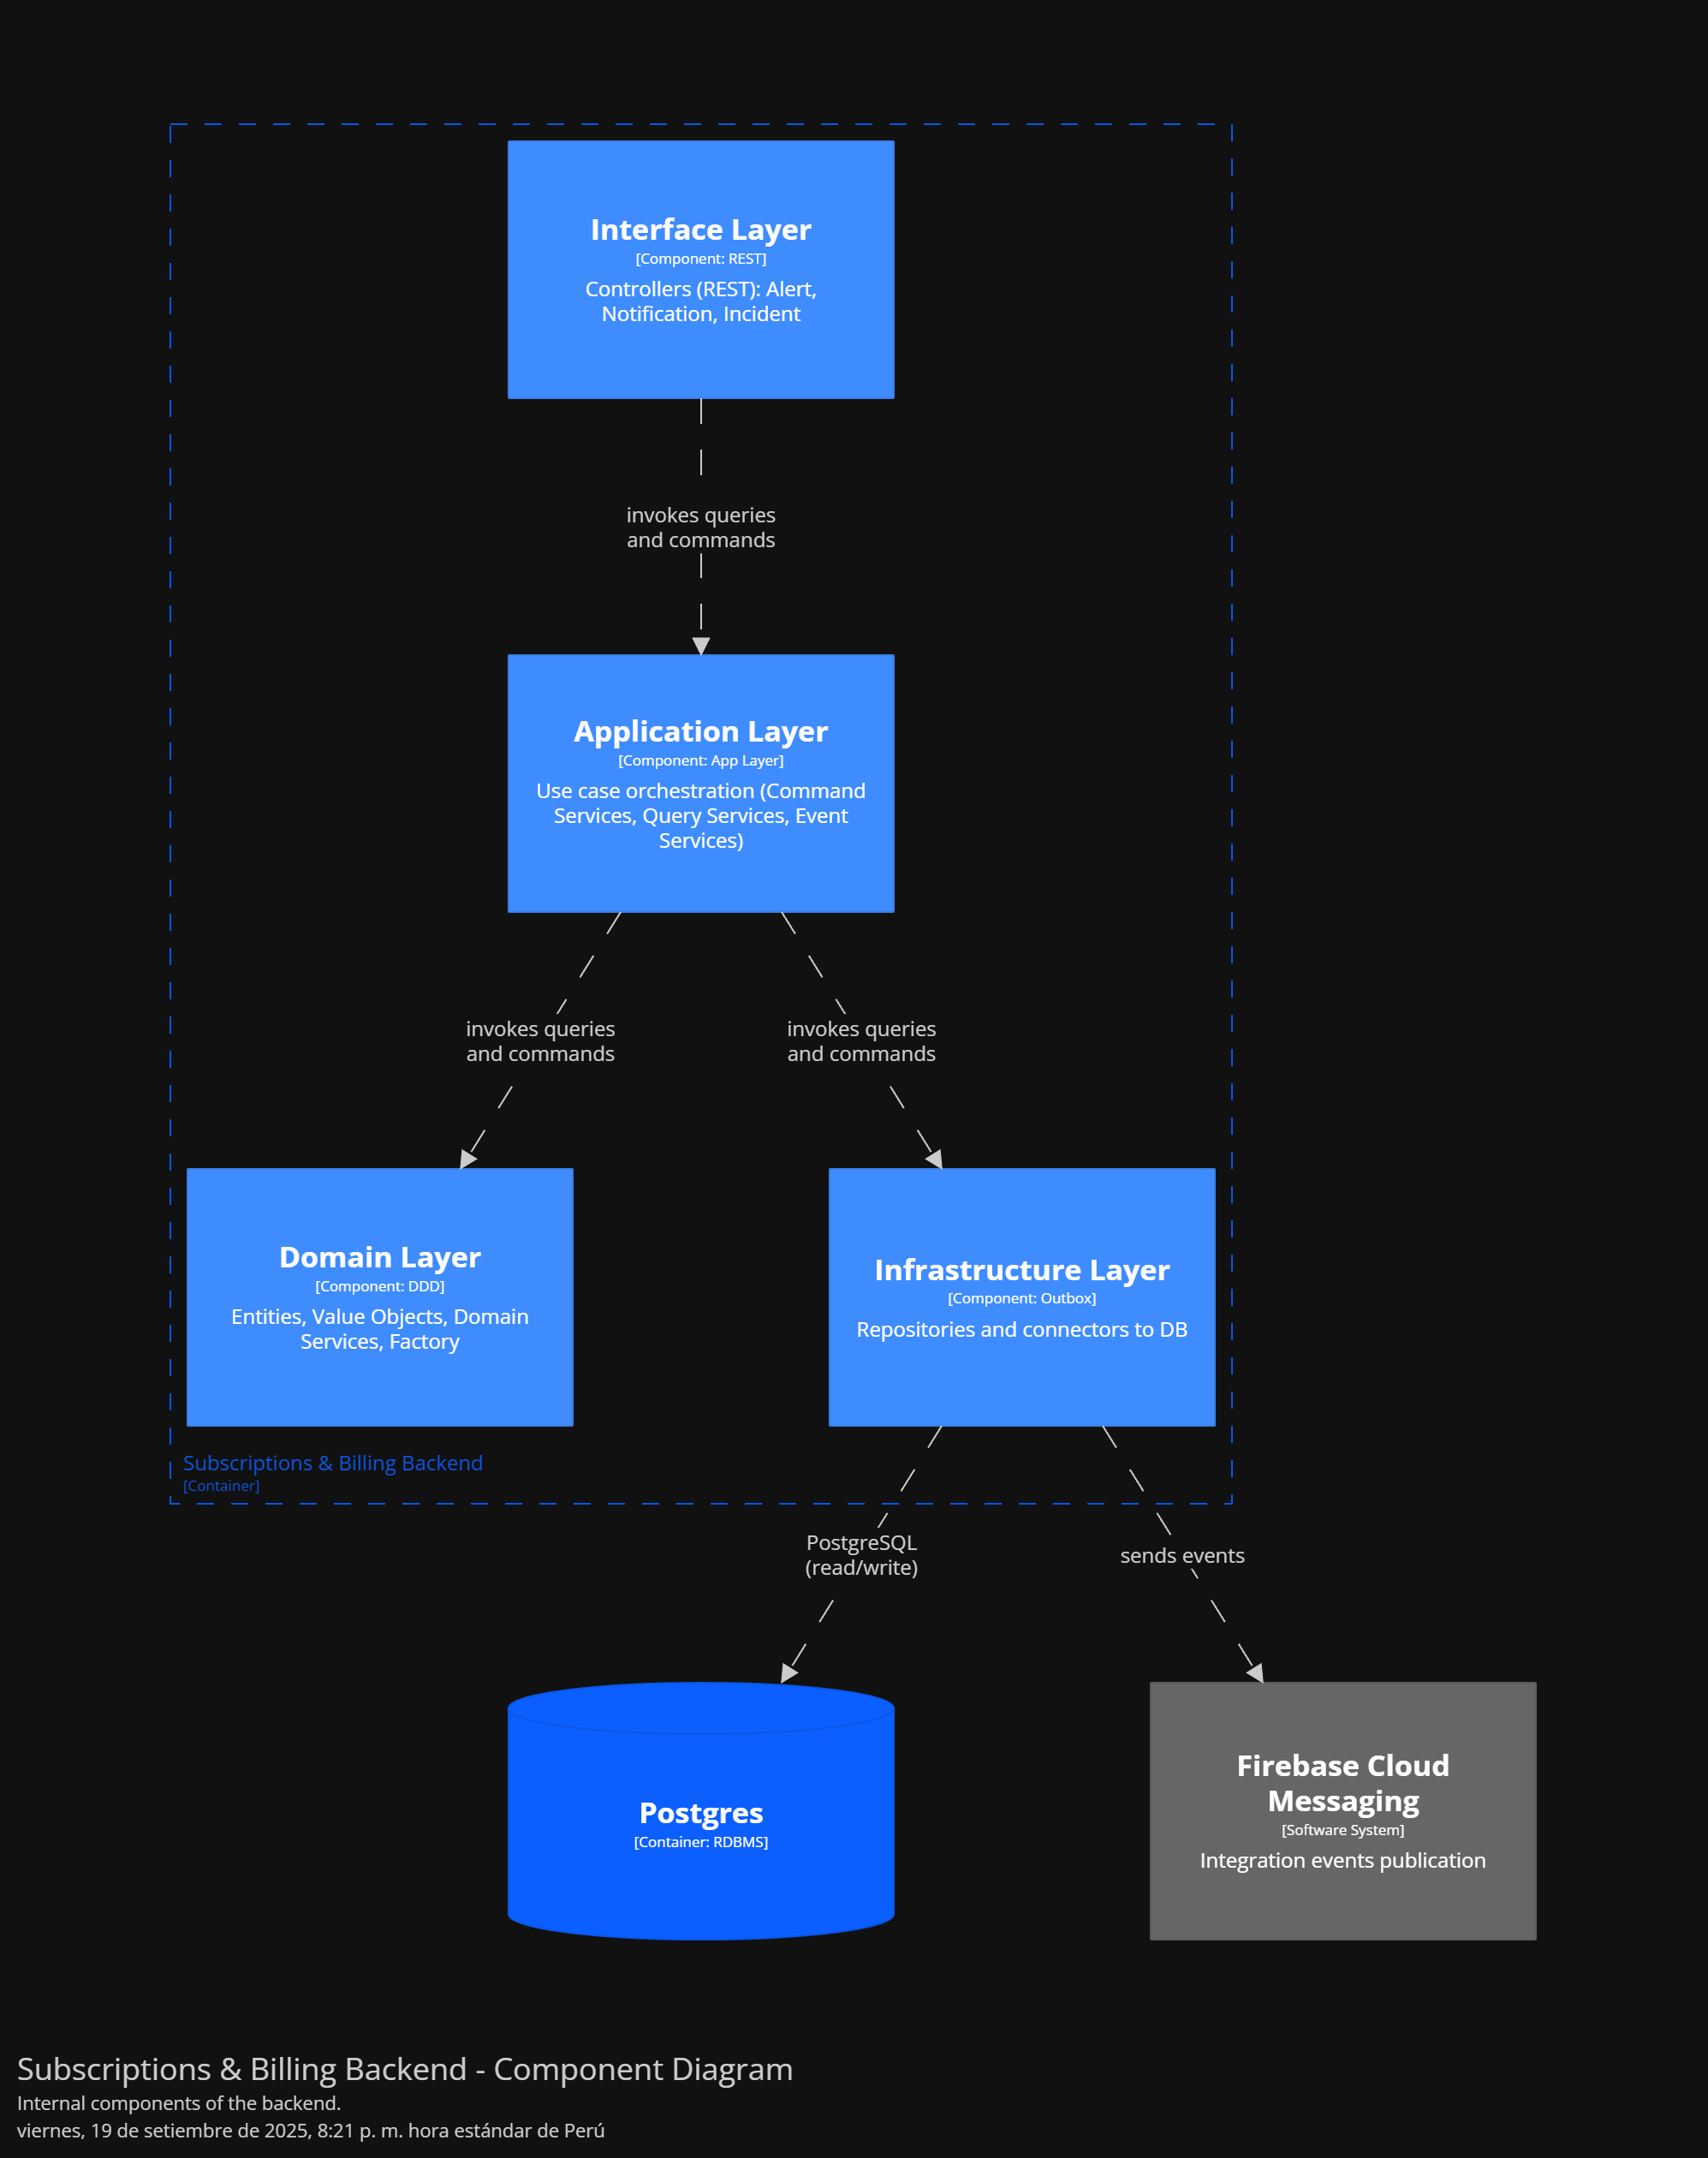 Interface Layer
[Component: REST]
Controllers (REST): Alert,
Notification, Incident
invokes queries
and commands
Application Layer
[Component: App Layer]
Use case orchestration (Command
Services, Query Services, Event
Services)
invokes queries
and commands
invokes queries
and commands
Domain Layer
[Component: DDD]
Entities, Value Objects, Domain
Services, Factory
Infrastructure Layer
[Component: Outbox]
Repositories and connectors to DB
Subscriptions & Billing Backend
[Container]
PostgreSQL
(read/write)
sends events
Postgres
[Container: RDBMS]
Firebase Cloud
Messaging
[Software System]
Integration events publication
Subscriptions & Billing Backend - Component Diagram
Internal components of the backend.
viernes, 19 de setiembre de 2025, 8:21 p. m. hora estándar de Perú